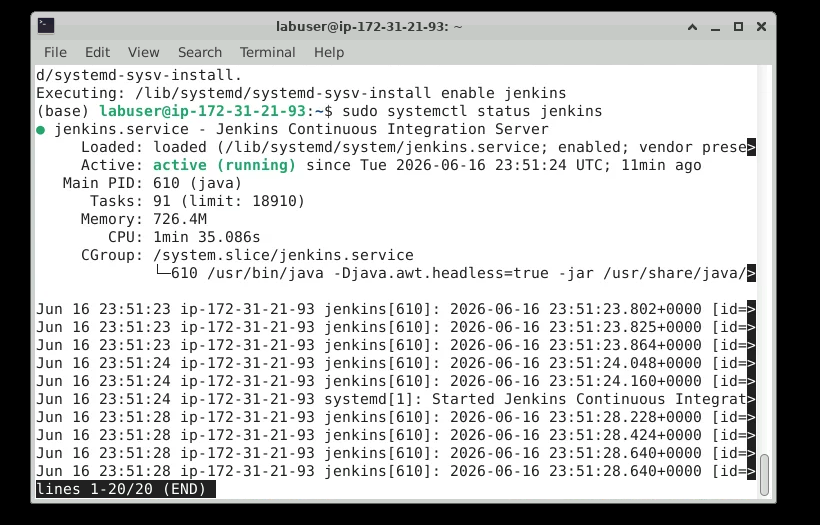 labuser@ip-172-31-21-93: ~
File Edit View Search Terminal Help
d/systemd-sysv-install.
Executing: /lib/systemd/systemd-sysv-install enable jenkins
(base) labuser@ip-172-31-21-93:~$ sudo systemctl status jenkins
● jenkins.service - Jenkins Continuous Integration Server
Loaded: loaded (/lib/systemd/system/jenkins.service; enabled; vendor prese>
Active: active (running) since Tue 2026-06-16 23:51:24 UTC; 11min ago
Main PID: 610 (java)
Tasks: 91 (limit: 18910)
Memory: 726.4M
CPU: 1min 35.086s
CGroup: /system.slice/jenkins.service
└─610 /usr/bin/java -Djava.awt.headless=true -jar /usr/share/java/>
Jun 16 23:51:23 ip-172-31-21-93 jenkins[610]: 2026-06-16 23:51:23.802+0000 [id=>
Jun 16 23:51:23 ip-172-31-21-93 jenkins[610]: 2026-06-16 23:51:23.825+0000 [id=>
Jun 16 23:51:23 ip-172-31-21-93 jenkins[610]: 2026-06-16 23:51:23.864+0000 [id=>
Jun 16 23:51:24 ip-172-31-21-93 jenkins[610]: 2026-06-16 23:51:24.048+0000 [id=>
Jun 16 23:51:24 ip-172-31-21-93 jenkins[610]: 2026-06-16 23:51:24.160+0000 [id=>
Jun 16 23:51:24 ip-172-31-21-93 systemd[1]: Started Jenkins Continuous Integrat>
Jun 16 23:51:28 ip-172-31-21-93 jenkins[610]: 2026-06-16 23:51:28.228+0000 [id=>
Jun 16 23:51:28 ip-172-31-21-93 jenkins[610]: 2026-06-16 23:51:28.424+0000 [id=>
Jun 16 23:51:28 ip-172-31-21-93 jenkins[610]: 2026-06-16 23:51:28.640+0000 [id=>
Jun 16 23:51:28 ip-172-31-21-93 jenkins[610]: 2026-06-16 23:51:28.640+0000 [id=>
lines 1-20/20 (END)